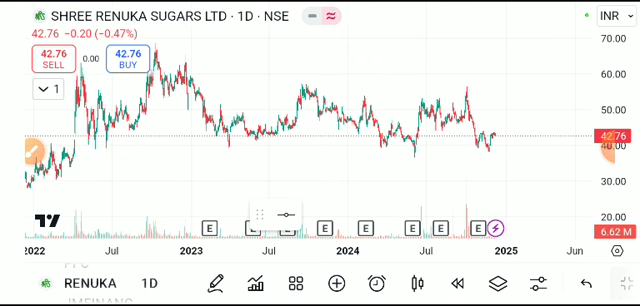 SHREE RENUKA SUGARS LTD · 1D · NSE
INR
42.76 −0.20 (−0.47%)
42.76
SELL
0.00
42.76
BUY
1
70.00
60.00
50.00
42.76
40.00
30.00
20.00
6.62 M
E E E E E E E E
2022 Jul 2023 Jul 2024 Jul 2025 Jun
RENUKA 1D